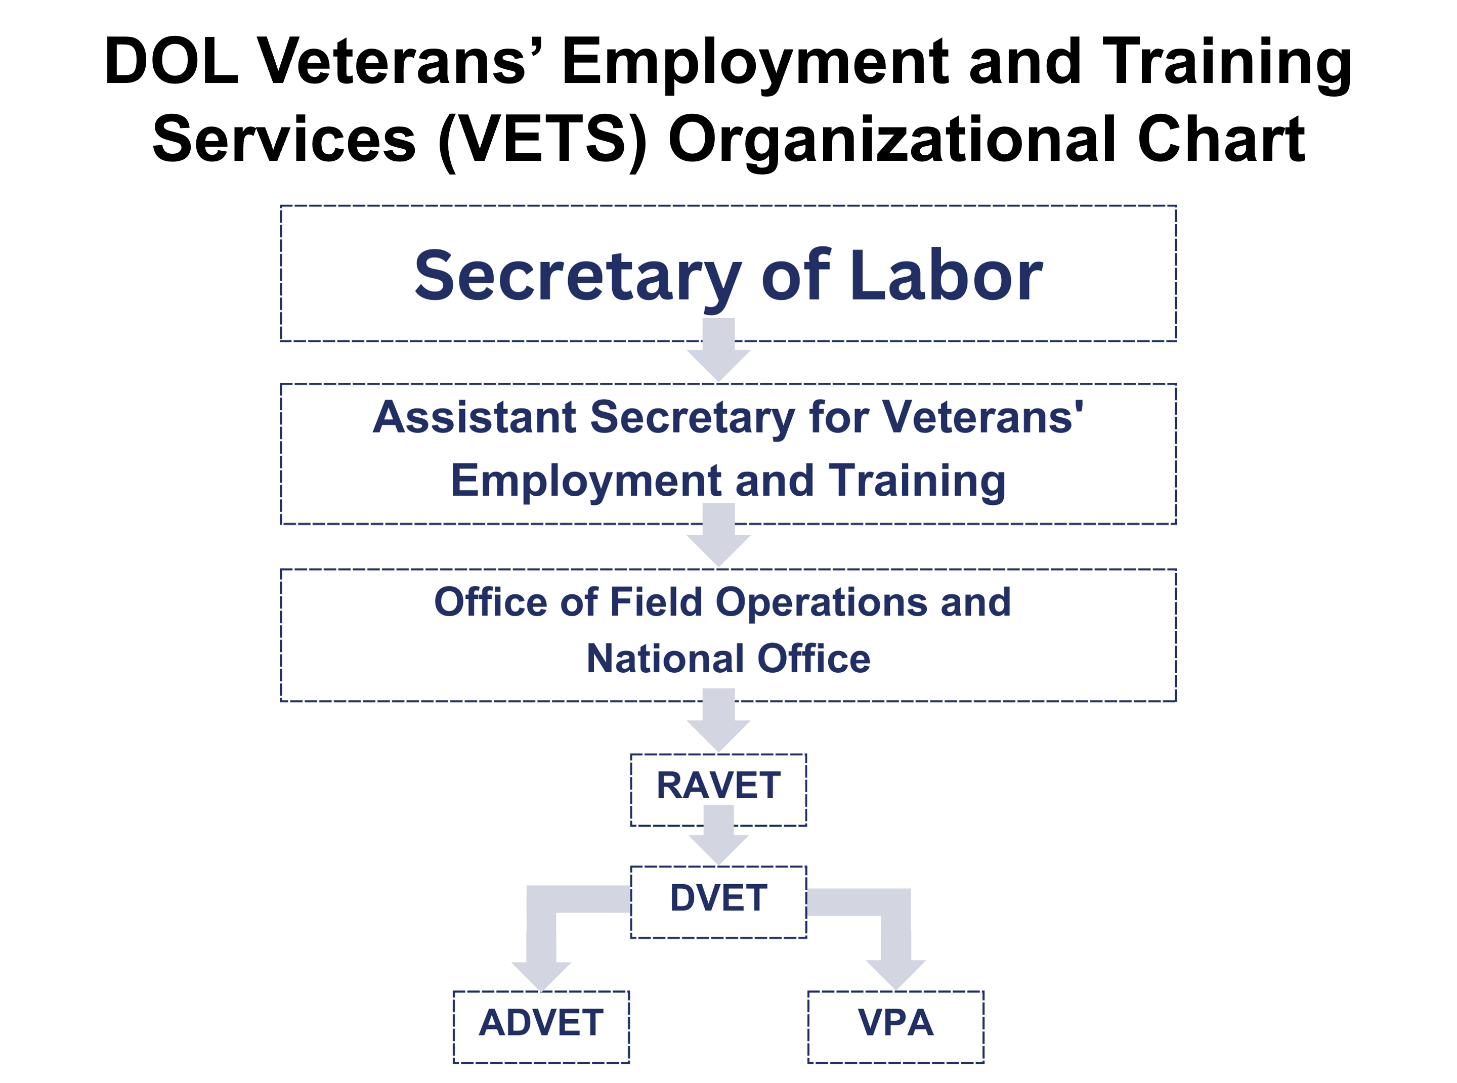 DOL Veterans’ Employment and Training
Services (VETS) Organizational Chart
Secretary of Labor
Assistant Secretary for Veterans'
Employment and Training
Office of Field Operations and
National Office
RAVET
DVET
ADVET
VPA